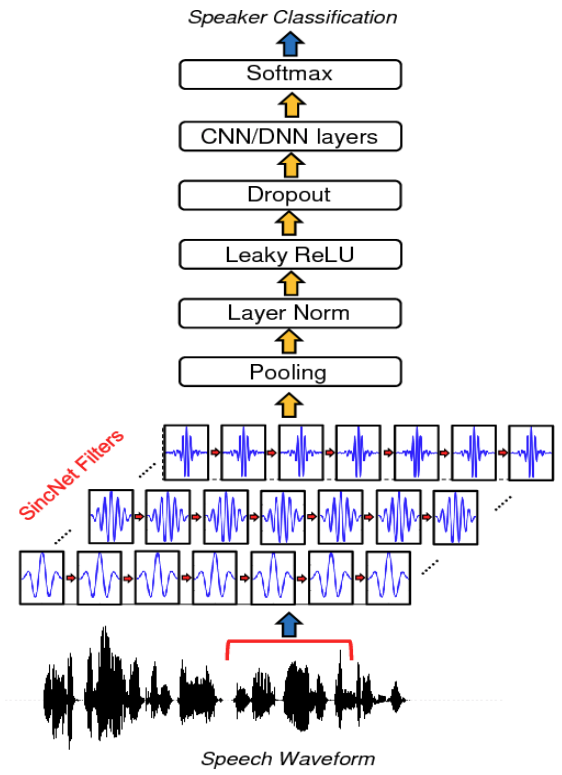 Speaker Classification
Softmax
CNN/DNN layers
Dropout
Leaky ReLU
Layer Norm
Pooling
SincNet Filters
Speech Waveform